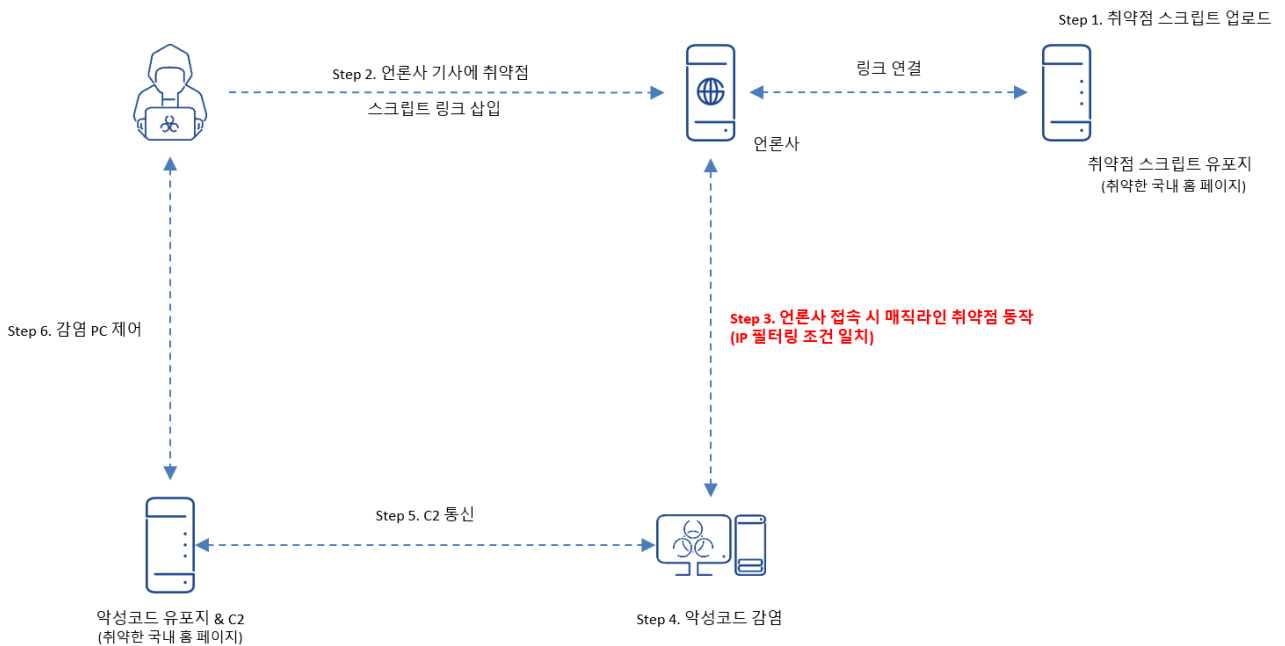 Step 1. 취약점 스크립트 업로드
Step 2. 언론사 기사에 취약점
스크립트 링크 삽입
링크 연결
언론사
취약점 스크립트 유포지
(취약한 국내 홈 페이지)
Step 3. 언론사 접속 시 매직라인 취약점 동작
(IP 필터링 조건 일치)
Step 6. 감염 PC 제어
Step 5. C2 통신
악성코드 유포지 & C2
(취약한 국내 홈 페이지)
Step 4. 악성코드 감염